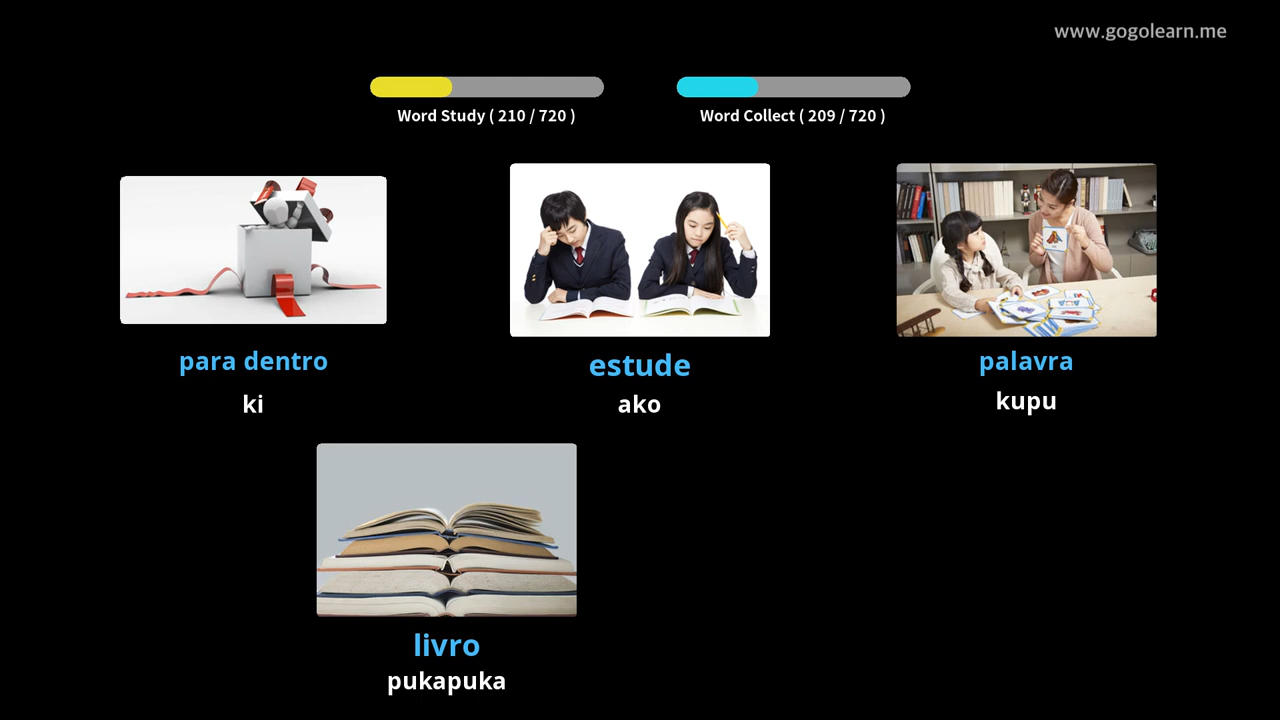 www.gogolearn.me
Word Study ( 210 / 720 )
Word Collect ( 209 / 720 )
para dentro
ki
estude
ako
palavra
kupu
livro
pukapuka